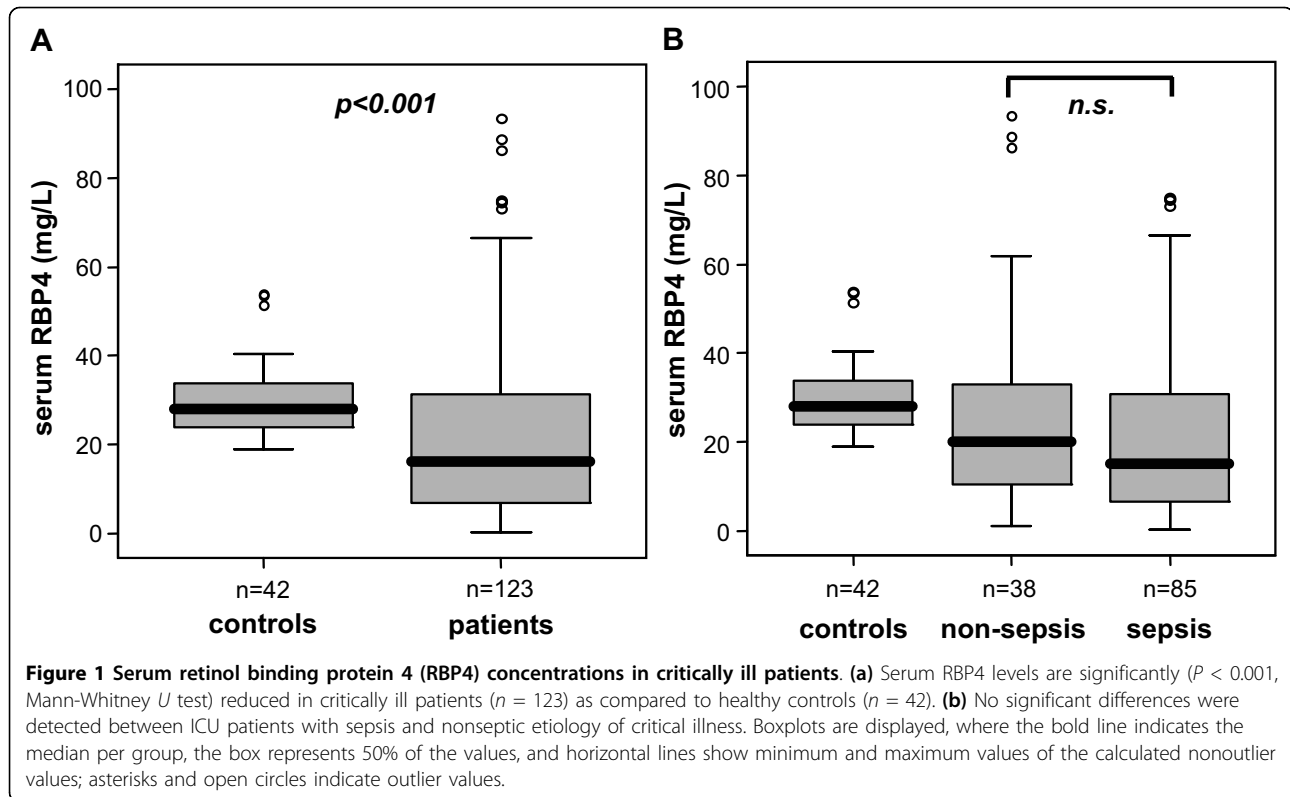 A
B
100
80
60
40
20
0
serum RBP4 (mg/L)
p<0.001
n=42
n=123
controls
patients
100
80
60
40
20
0
serum RBP4 (mg/L)
n.s.
n=42
n=38
n=85
controls
non-sepsis
sepsis
Figure 1 Serum retinol binding protein 4 (RBP4) concentrations in critically ill patients. (a) Serum RBP4 levels are significantly (P < 0.001,
Mann-Whitney U test) reduced in critically ill patients (n = 123) as compared to healthy controls (n = 42). (b) No significant differences were
detected between ICU patients with sepsis and nonseptic etiology of critical illness. Boxplots are displayed, where the bold line indicates the
median per group, the box represents 50% of the values, and horizontal lines show minimum and maximum values of the calculated nonoutlier
values; asterisks and open circles indicate outlier values.